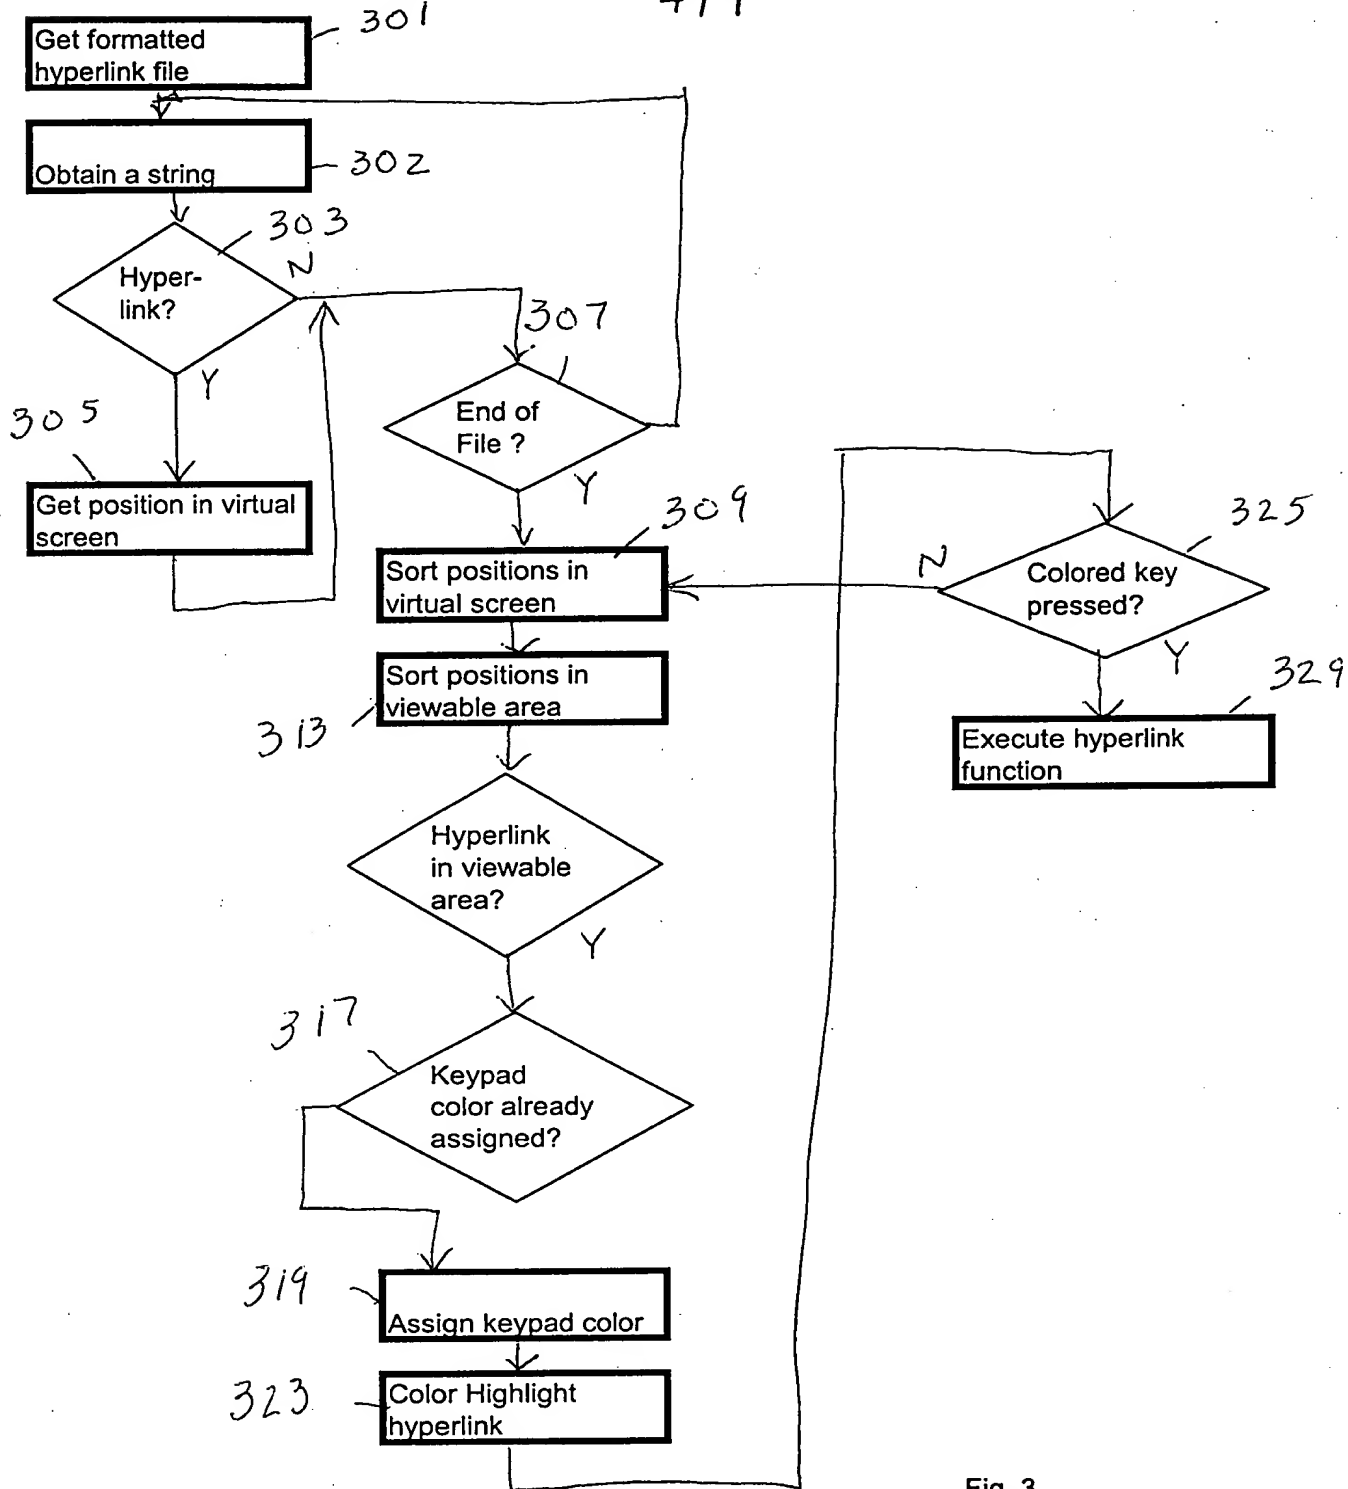 301
Get formatted
hyperlink file
Obtain a string
302
303
Hyper-
link?
N
Y
307
End of
File ?
Y
305
Get position in virtual
screen
309
Sort positions in
virtual screen
N
325
Colored key
pressed?
Y
329
Execute hyperlink
function
Sort positions in
viewable area
313
Hyperlink
in viewable
area?
Y
317
Keypad
color already
assigned?
319
Assign keypad color
323
Color Highlight
hyperlink
Fig. 3